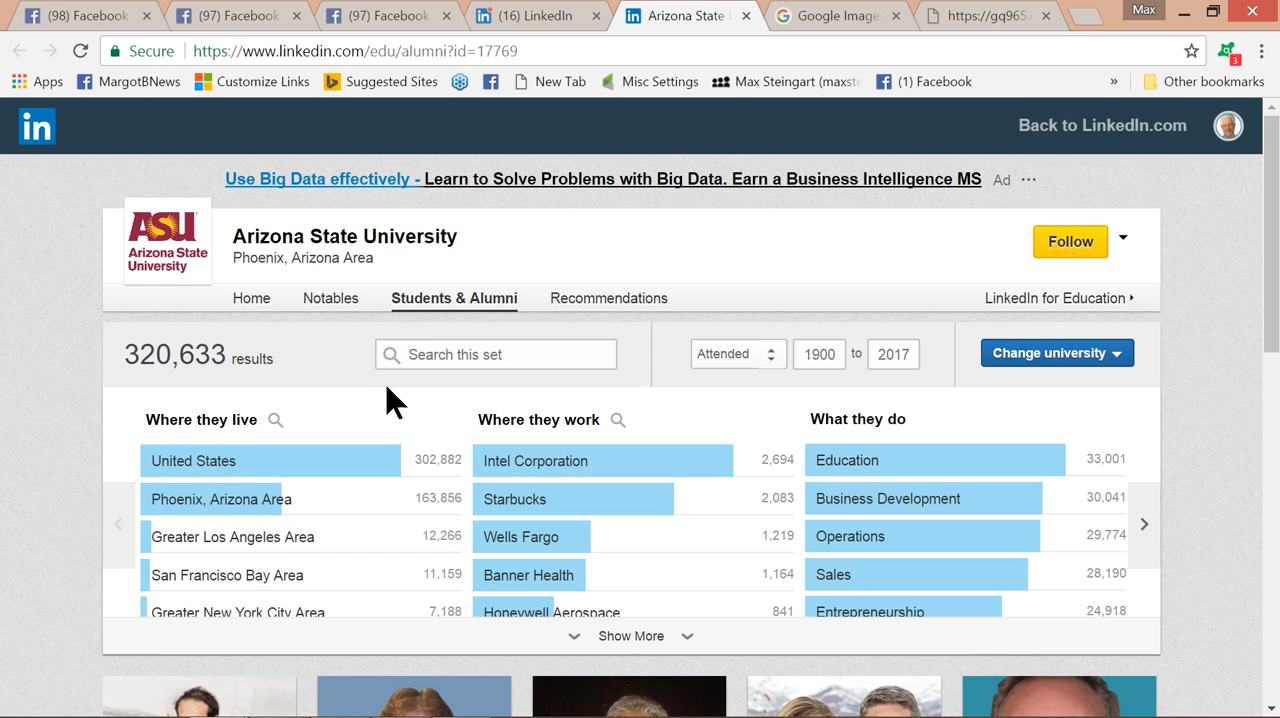 (98) Facebook
(97) Facebook
(97) Facebook
(16) LinkedIn
Arizona State
Google Image
https://gq965.
Max
Secure
https://www.linkedin.com/edu/alumni?id=17769
Apps
MargotBNews
Customize Links
Suggested Sites
New Tab
Misc Settings
Max Steingart (maxste
(1) Facebook
»
Other bookmarks
3
in
Back to LinkedIn.com
Use Big Data effectively - Learn to Solve Problems with Big Data. Earn a Business Intelligence MS Ad ...
ASU
Arizona State
University
Arizona State University
Phoenix, Arizona Area
Follow
Home Notables Students & Alumni Recommendations
LinkedIn for Education
320,633 results
Search this set
Attended 1900 to 2017
Change university
Where they live
United States 302,882
Phoenix, Arizona Area 163,856
Greater Los Angeles Area 12,266
San Francisco Bay Area 11,159
Greater New York City Area 7,188
Where they work
Intel Corporation 2,694
Starbucks 2,083
Wells Fargo 1,219
Banner Health 1,164
Honeywell Aerospace 841
What they do
Education 33,001
Business Development 30,041
Operations 29,774
Sales 28,190
Entrepreneurship 24,918
Show More